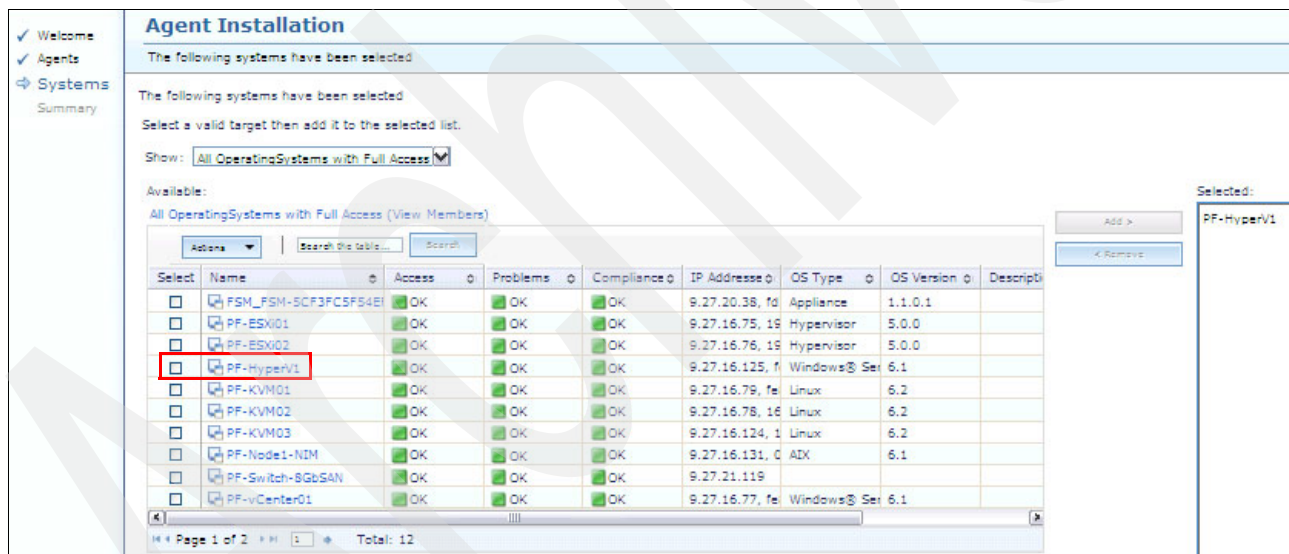 Agent Installation
Welcome
Agents
Systems
Summary
The following systems have been selected
The following systems have been selected
Select a valid target then add it to the selected list.
Show: All OperatingSystems with Full Access
Available:
All OperatingSystems with Full Access (View Members)
Actions Search the table... Search
Select Name Access Problems Compliance IP Addresse OS Type OS Version Descripti
OK OK OK 9.27.20.38, fd Appliance 1.1.0.1
PF-ESXi01 OK OK OK 9.27.16.75, 19 Hypervisor 5.0.0
PF-ESXi02 OK OK OK 9.27.16.76, 19 Hypervisor 5.0.0
PF-HyperV1 OK OK OK 9.27.16.125, f Windows® Ser 6.1
PF-KVM01 OK OK OK 9.27.16.79, fe Linux 6.2
PF-KVM02 OK OK OK 9.27.16.78, 16 Linux 6.2
PF-KVM03 OK OK OK 9.27.16.124, 1 Linux 6.2
PF-Node1-NIM OK OK OK 9.27.16.131, 0 AIX 6.1
PF-Switch-8GbSAN OK OK OK 9.27.21.119
PF-vCenter01 OK OK OK 9.27.16.77, fe Windows® Ser 6.1
Page 1 of 2 1 Total: 12
Add >
< Remove
Selected:
PF-HyperV1